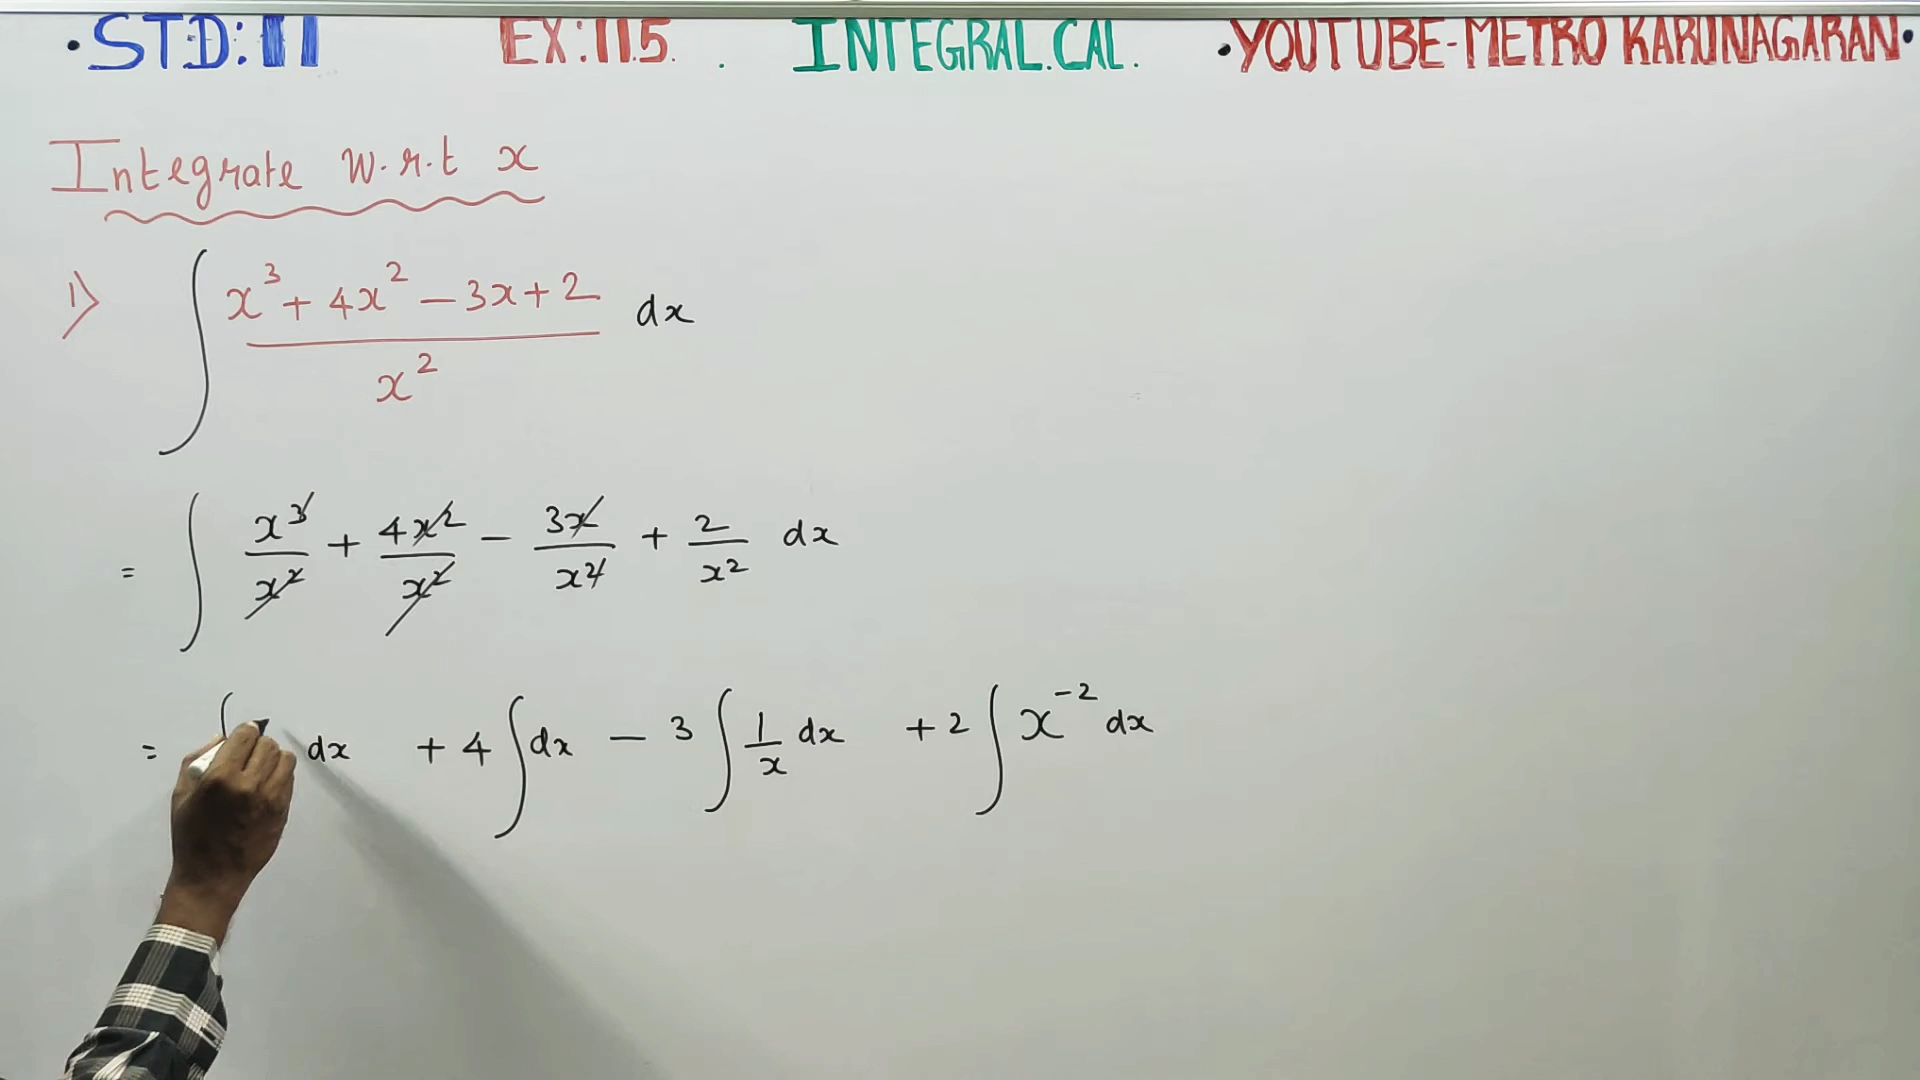 • STD: 11 EX: 11.5. . INTEGRAL.CAL. • YOUTUBE-METRO KARUNAGARAN •
Integrate w.r.t x
1) ∫ (x³ + 4x² − 3x + 2) / x² dx
= ∫ x³/x² + 4x²/x² − 3x/x² + 2/x² dx
= ∫ dx + 4 ∫ dx − 3 ∫ 1/x dx + 2 ∫ x⁻² dx